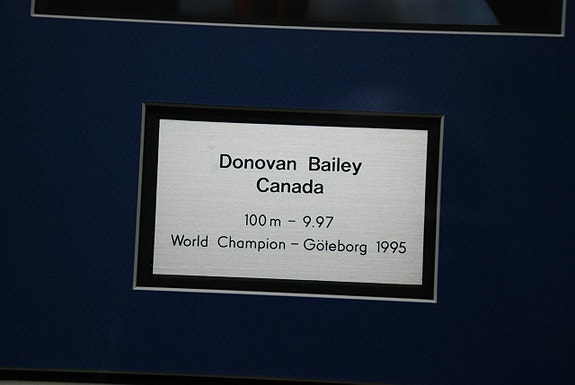 Donovan Bailey
Canada
100m - 9.97
World Champion - Göteborg 1995